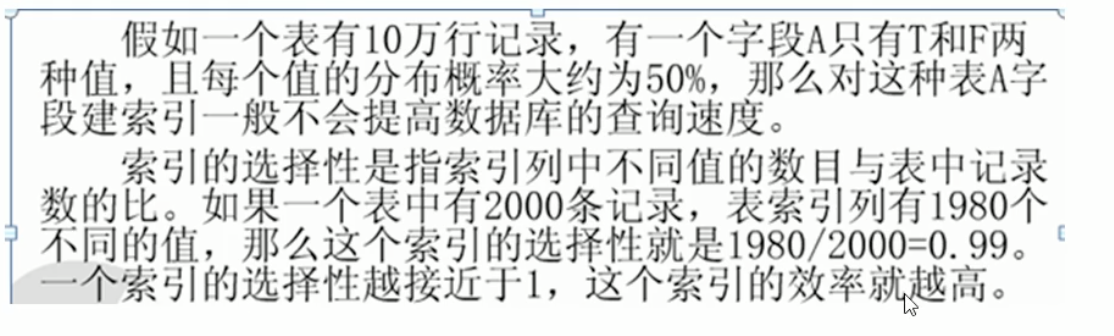 假如一个表有10万行记录，有一个字段A只有T和F两
种值，且每个值的分布概率大约为50%，那么对这种表A字
段建索引一般不会提高数据库的查询速度。
索引的选择性是指索引列中不同值的数目与表中记录
数的比。如果一个表中有2000条记录，表索引列有1980个
不同的值，那么这个索引的选择性就是1980/2000=0.99。
一个索引的选择性越接近于1，这个索引的效率就越高。